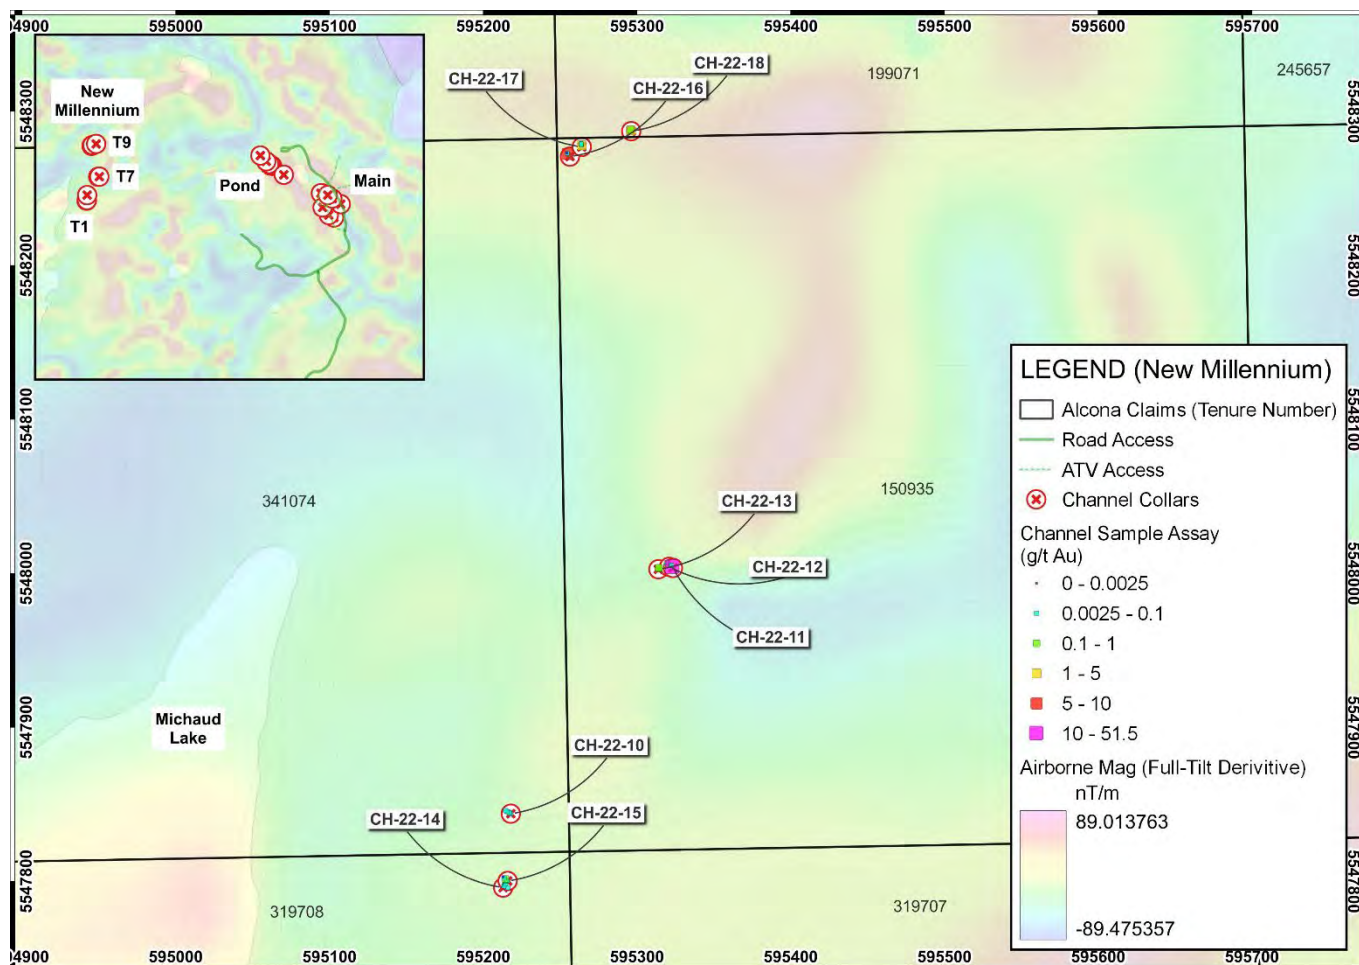 04900 595000 595100 595200 595300 595400 595500 595600 595700
New
Millennium
T9
T7
T1
Pond
Main
CH-22-17
CH-22-18
CH-22-16
199071
245657
5548300
5548300
5548200
5548200
5548100
5548100
341074
150935
CH-22-13
CH-22-12
CH-22-11
5548000
5548000
Michaud
Lake
5547900
5547900
CH-22-10
CH-22-14
CH-22-15
5547800
5547800
319708
319707
LEGEND (New Millennium)
Alcona Claims (Tenure Number)
Road Access
ATV Access
Channel Collars
Channel Sample Assay
(g/t Au)
0 - 0.0025
0.0025 - 0.1
0.1 - 1
1 - 5
5 - 10
10 - 51.5
Airborne Mag (Full-Tilt Derivitive)
nT/m
89.013763
-89.475357
04900 595000 595100 595200 595300 595400 595500 595600 595700